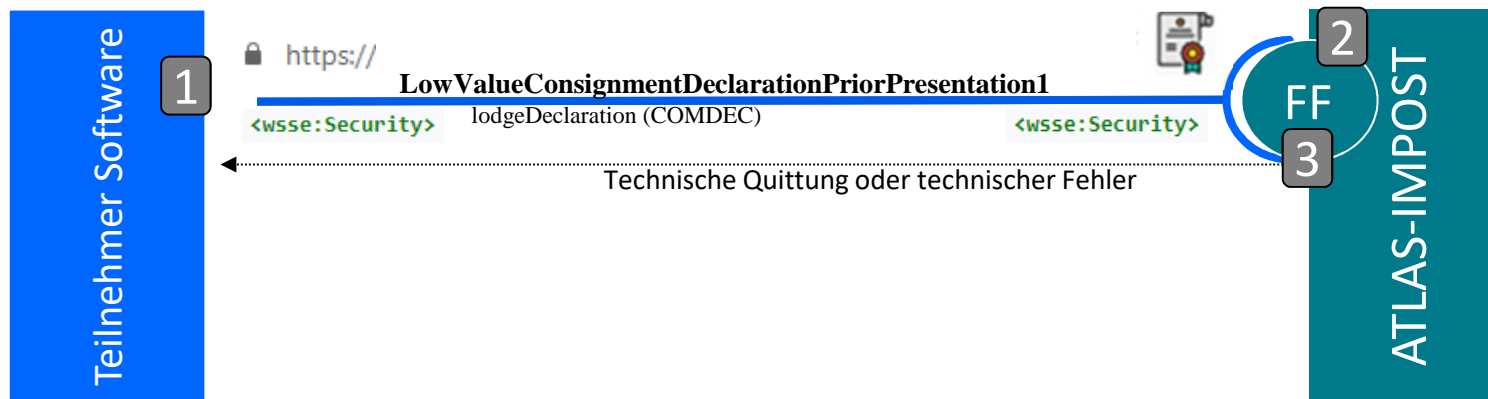 Teilnehmer Software
1
https://
LowValueConsignmentDeclarationPriorPresentation1
lodgeDeclaration (COMDEC)
<wsse:Security>
<wsse:Security>
Technische Quittung oder technischer Fehler
2
FF
3
ATLAS-IMPOST